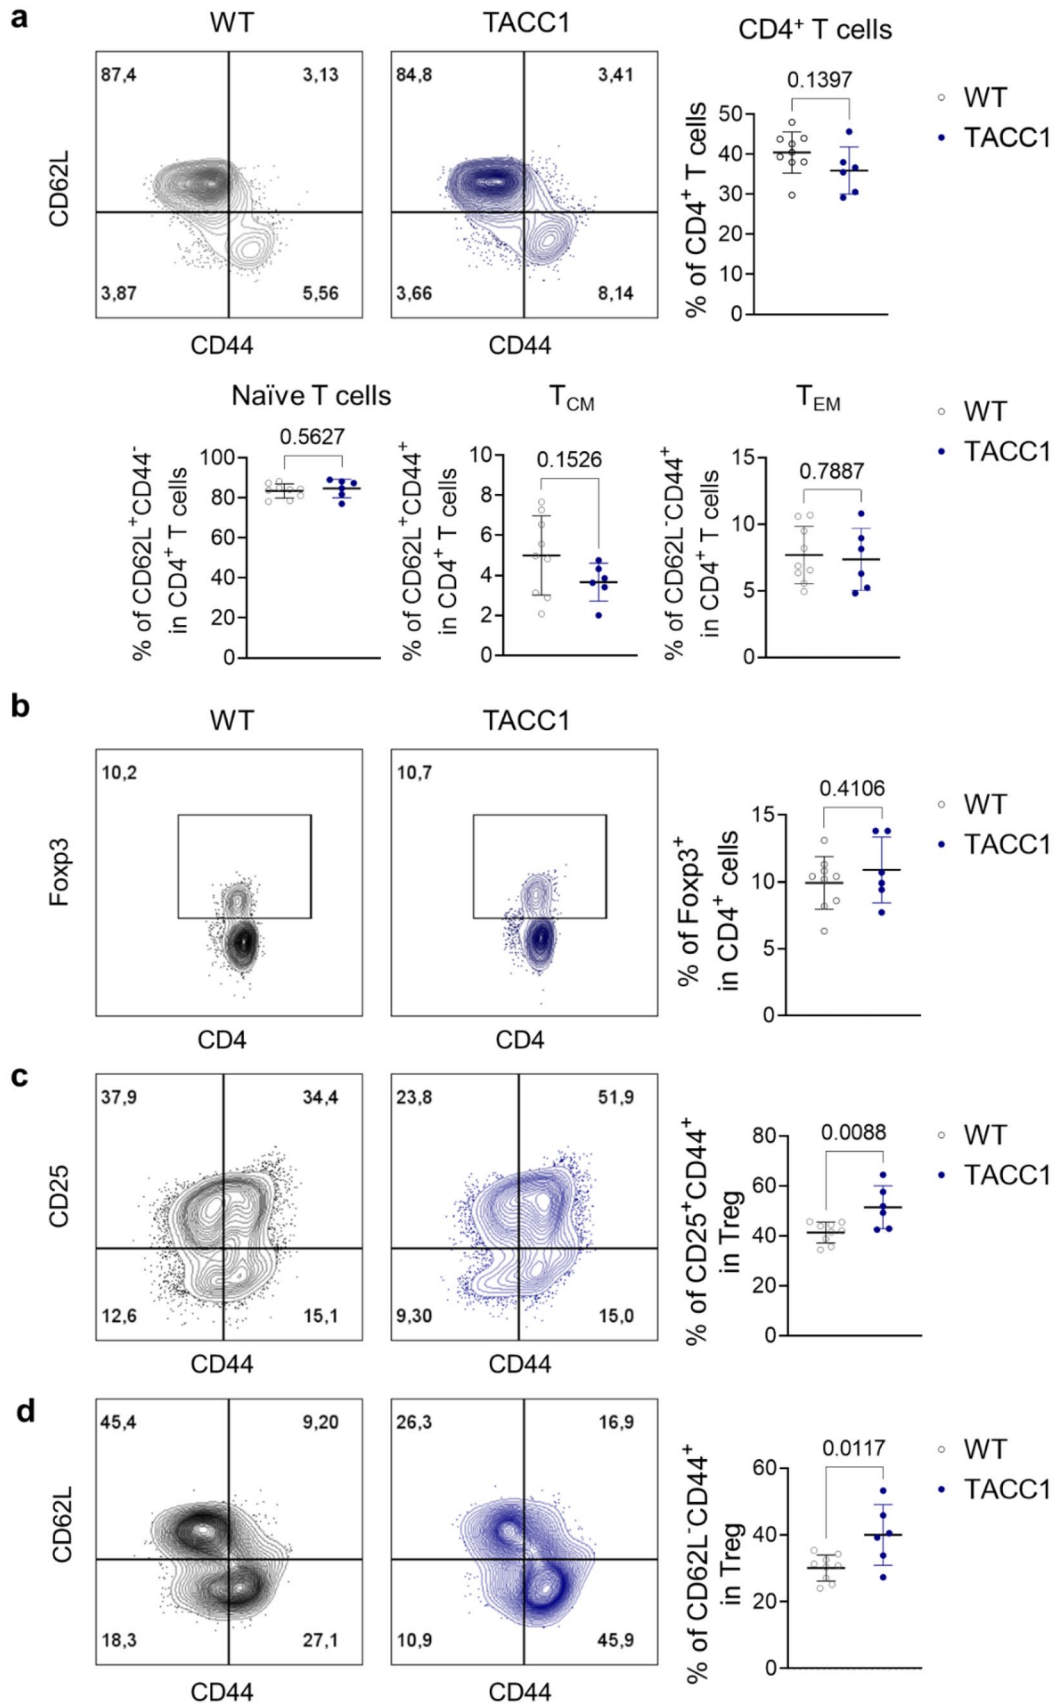 a
WT
TACC1
CD4⁺ T cells
87,4
3,13
3,87
5,56
CD62L
CD44
84,8
3,41
3,66
8,14
CD44
% of CD4⁺ T cells
50
40
30
20
10
0
0.1397
WT
TACC1
Naïve T cells
% of CD62L⁺CD44⁻
in CD4⁺ T cells
100
80
60
40
20
0
0.5627
T_CM
% of CD62L⁺CD44⁺
in CD4⁺ T cells
10
8
6
4
2
0
0.1526
T_EM
% of CD62L⁻CD44⁺
in CD4⁺ T cells
15
10
5
0
0.7887
WT
TACC1
b
WT
TACC1
10,2
Foxp3
CD4
10,7
CD4
% of Foxp3⁺
in CD4⁺ cells
15
10
5
0
0.4106
WT
TACC1
c
37,9
34,4
12,6
15,1
CD25
CD44
23,8
51,9
9,30
15,0
CD44
% of CD25⁺CD44⁺
in Treg
80
60
40
20
0
0.0088
WT
TACC1
d
45,4
9,20
18,3
27,1
CD62L
CD44
26,3
16,9
10,9
45,9
CD44
% of CD62L⁻CD44⁺
in Treg
60
40
20
0
0.0117
WT
TACC1